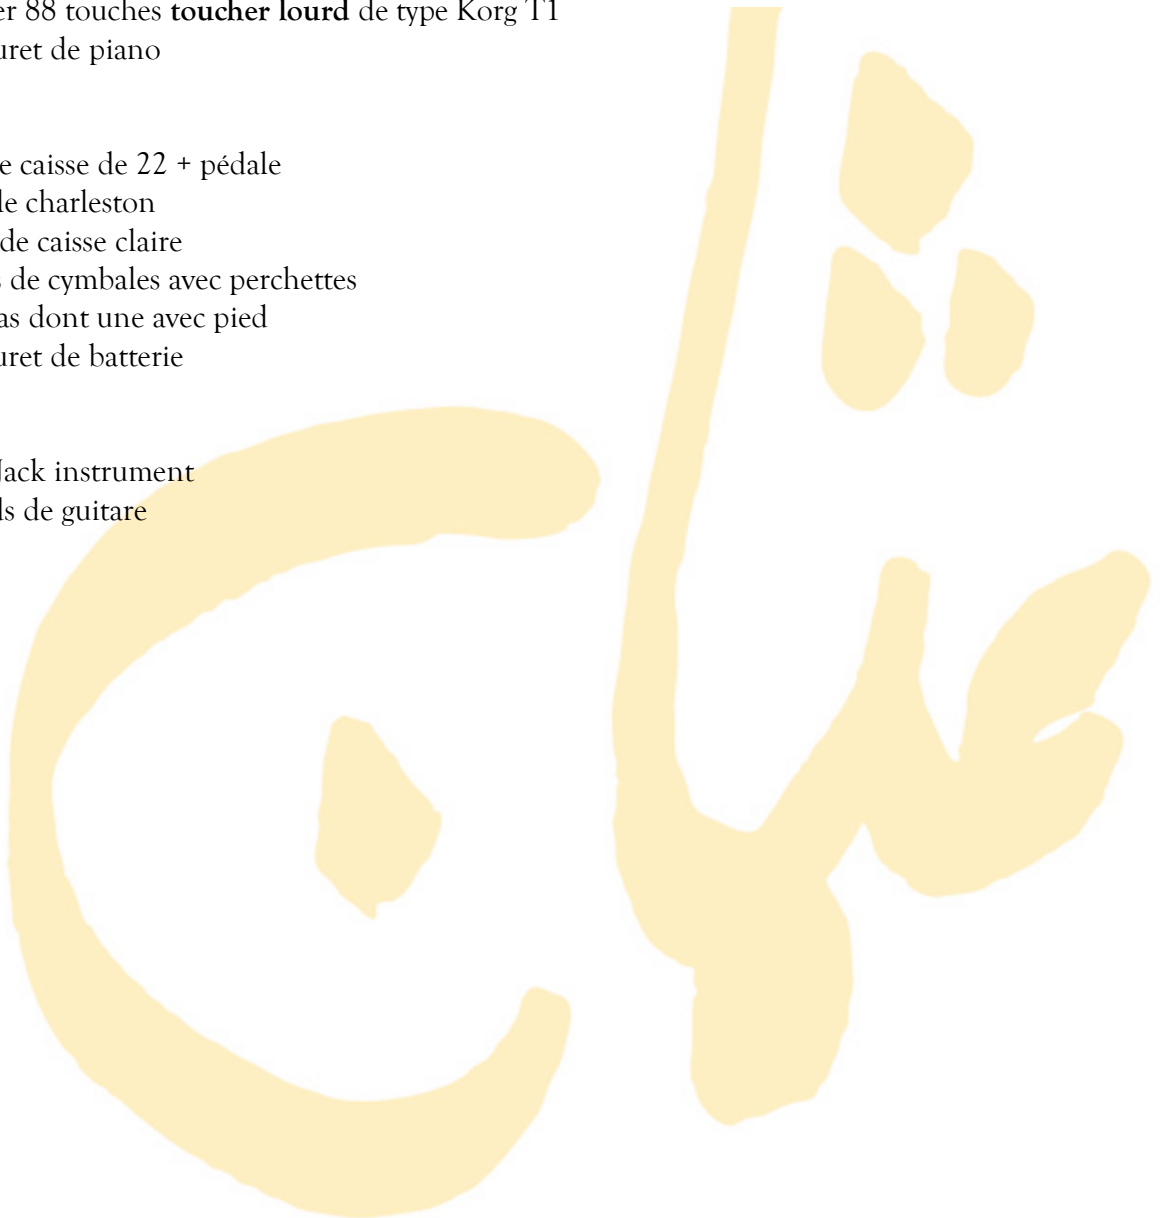 er 88 touches toucher lourd de type Korg T1
uret de piano
e caisse de 22 + pédale
le charleston
de caisse claire
s de cymbales avec perchettes
as dont une avec pied
uret de batterie
Jack instrument
ds de guitare